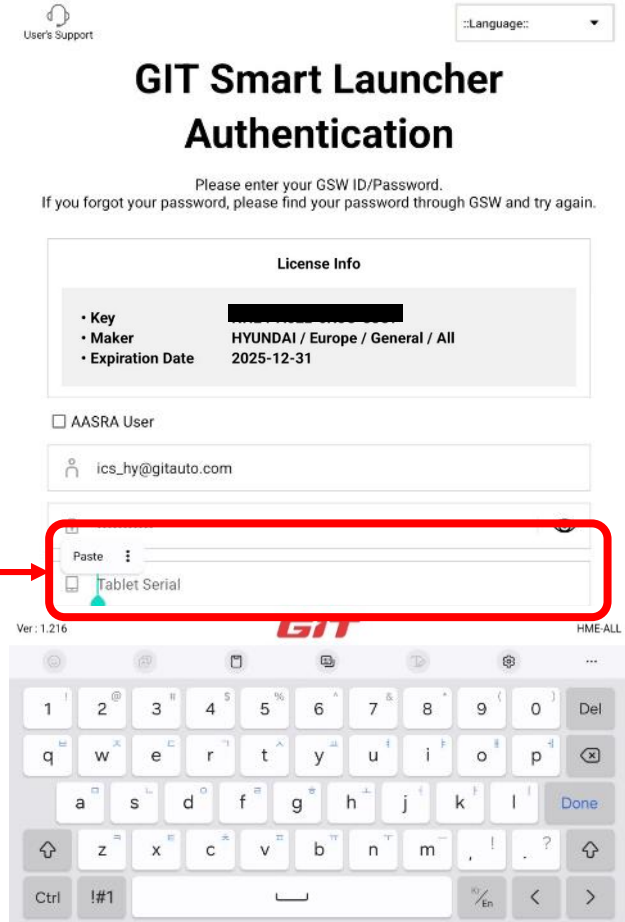 User's Support
::Language::
GIT Smart Launcher
Authentication
Please enter your GSW ID/Password.
If you forgot your password, please find your password through GSW and try again.
License Info
• Key
• Maker HYUNDAI / Europe / General / All
• Expiration Date 2025-12-31
AASRA User
ics_hy@gitauto.com
Paste
Tablet Serial
Ver : 1.216 GIT HME-ALL
1 ! 2 @ 3 # 4 $ 5 % 6 ^ 7 & 8 * 9 ( 0 ) Del
q ㅂ w ㅈ e ㄷ r ㄱ t ㅅ y ㅛ u ㅕ i ㅑ o ㅐ p ㅔ
a ㅁ s ㄴ d ㅇ f ㄹ g ㅎ h ㅗ j ㅓ k ㅏ l ㅣ Done
z ㅋ x ㅌ c ㅊ v ㅍ b ㅠ n ㅜ m ㅡ , ! . ?
Ctrl !#1 한/En < >